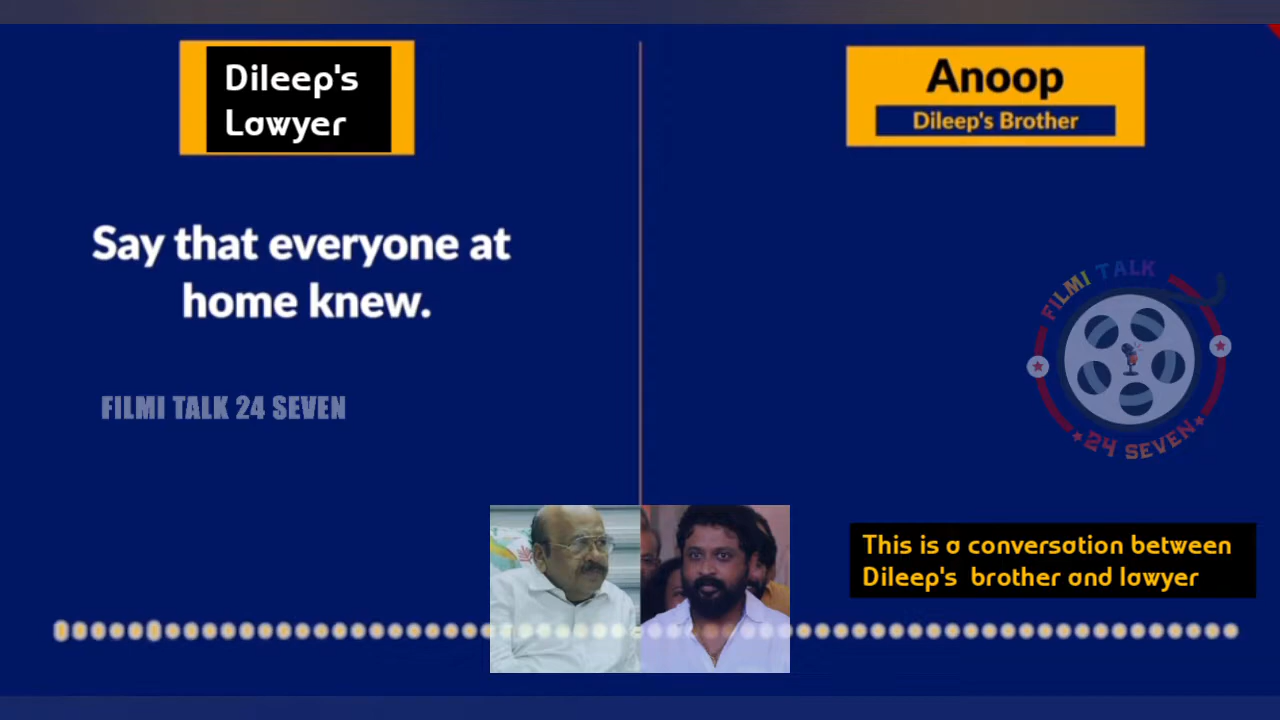 Dileep's
Lawyer
Anoop
Dileep's Brother
Say that everyone at
home knew.
FILMI TALK
24 SEVEN
FILMI TALK 24 SEVEN
This is a conversation between
Dileep's brother and lawyer